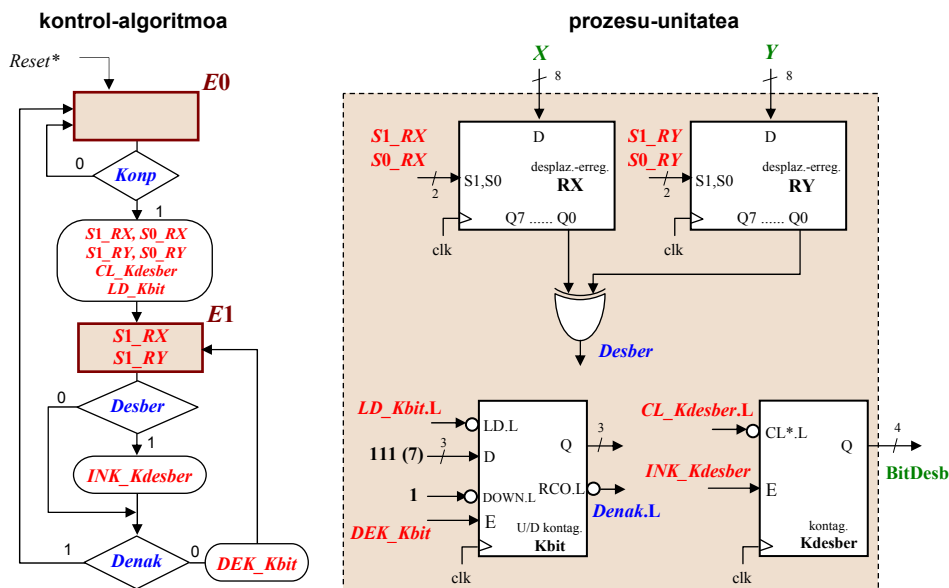 kontrol-algoritmoa
Reset*
E0
0
Konp
1
S1_RX, S0_RX
S1_RY, S0_RY
CL_Kdesber
LD_Kbit
E1
S1_RX
S1_RY
0
Desber
1
INK_Kdesber
1
Denak
0
DEK_Kbit
prozesu-unitatea
X
8
S1_RX
S0_RX
2
D
desplaz.-erreg.
S1,S0
RX
Q7 ...... Q0
clk
Y
8
S1_RY
S0_RY
2
D
desplaz.-erreg.
S1,S0
RY
Q7 ...... Q0
clk
Desber
LD_Kbit.L
LD.L
Q
3
111 (7)
3
D
1
DOWN.L
RCO.L
Denak.L
DEK_Kbit
E
U/D kontag.
Kbit
clk
CL_Kdesber.L
CL*.L
Q
4
BitDesb
INK_Kdesber
E
kontag.
Kdesber
clk